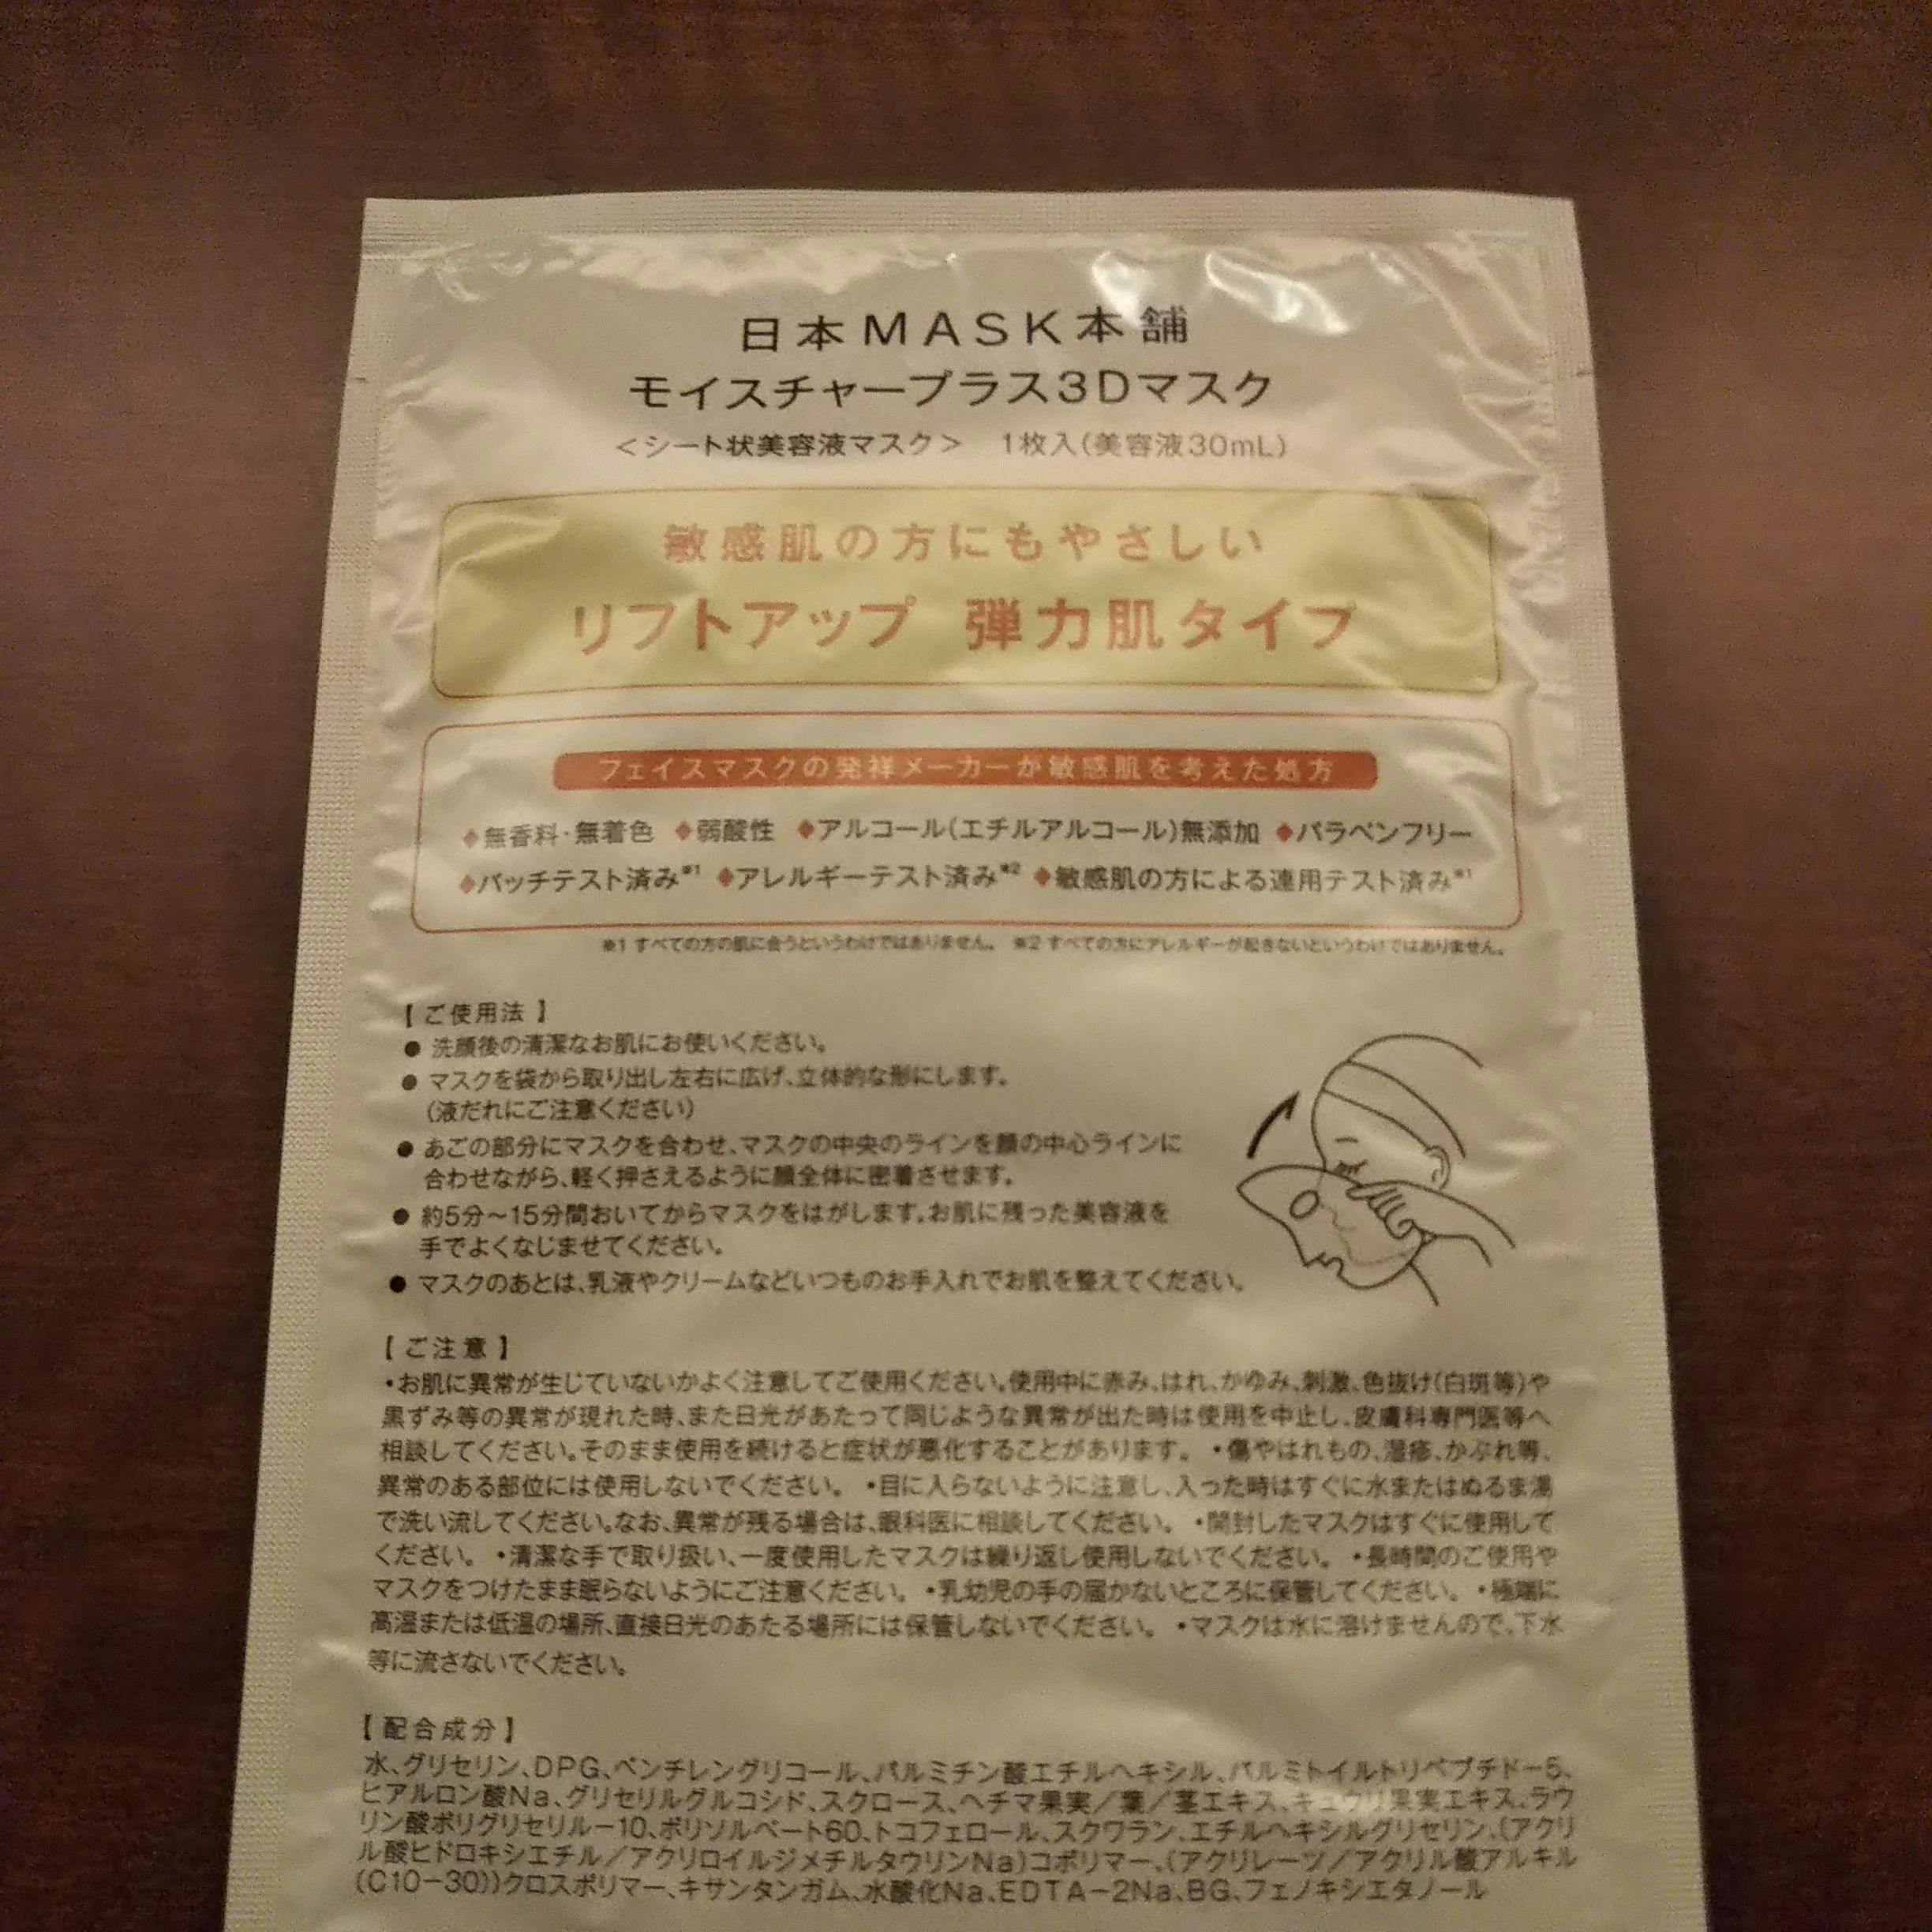 日本MASK本舗
モイスチャープラス3Dマスク
＜シート状美容液マスク＞　1枚入(美容液30mL)
敏感肌の方にもやさしい
リフトアップ　弾力肌タイプ
フェイスマスクの発祥メーカーが敏感肌を考えた処方
◆無香料・無着色 ◆弱酸性 ◆アルコール(エチルアルコール)無添加 ◆パラベンフリー
◆パッチテスト済み※1 ◆アレルギーテスト済み※2 ◆敏感肌の方による連用テスト済み※1
※1 すべての方の肌に合うというわけではありません。 ※2 すべての方にアレルギーが起きないというわけではありません。
【ご使用法】
● 洗顔後の清潔なお肌にお使いください。
● マスクを袋から取り出し左右に広げ、立体的な形にします。
(液だれにご注意ください)
● あごの部分にマスクを合わせ、マスクの中央のラインを顔の中心ラインに
合わせながら、軽く押さえるように顔全体に密着させます。
● 約5分〜15分間おいてからマスクをはがします。お肌に残った美容液を
手でよくなじませてください。
● マスクのあとは、乳液やクリームなどいつものお手入れでお肌を整えてください。
【ご注意】
・お肌に異常が生じていないかよく注意してご使用ください。使用中に赤み、はれ、かゆみ、刺激、色抜け(白斑等)や
黒ずみ等の異常が現れた時、また日光があたって同じような異常が出た時は使用を中止し、皮膚科専門医等へ
相談してください。そのまま使用を続けると症状が悪化することがあります。 ・傷やはれもの、湿疹、かぶれ等、
異常のある部位には使用しないでください。 ・目に入らないように注意し、入った時はすぐに水またはぬるま湯
で洗い流してください。なお、異常が残る場合は、眼科医に相談してください。 ・開封したマスクはすぐに使用して
ください。 ・清潔な手で取り扱い、一度使用したマスクは繰り返し使用しないでください。 ・長時間のご使用や
マスクをつけたまま眠らないようにご注意ください。 ・乳幼児の手の届かないところに保管してください。 ・極端に
高温または低温の場所、直接日光のあたる場所には保管しないでください。 ・マスクは水に溶けませんので、下水
等に流さないでください。
【配合成分】
水、グリセリン、DPG、ペンチレングリコール、パルミチン酸エチルヘキシル、パルミトイルトリペプチドー5、
ヒアルロン酸Na、グリセリルグルコシド、スクロース、ヘチマ果実／葉／茎エキス、キュウリ果実エキス、ラウ
リン酸ポリグリセリル－10、ポリソルベート60、トコフェロール、スクワラン、エチルヘキシルグリセリン、(アクリ
ル酸ヒドロキシエチル／アクリロイルジメチルタウリンNa)コポリマー、(アクリレーツ／アクリル酸アルキル
(C10－30))クロスポリマー、キサンタンガム、水酸化Na、EDTA－2Na、BG、フェノキシエタノール